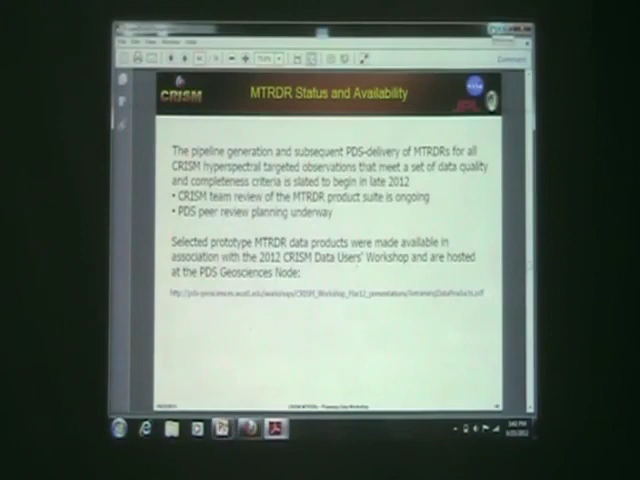 CRISM
MTRDR Status and Availability
JPL
The pipeline generation and subsequent PDS-delivery of MTRDRs for all
CRISM hyperspectral targeted observations that meet a set of data quality
and completeness criteria is slated to begin in late 2012
• CRISM team review of the MTRDR product suite is ongoing
• PDS peer review planning underway
Selected prototype MTRDR data products were made available in
association with the 2012 CRISM Data Users' Workshop and are hosted
at the PDS Geosciences Node: